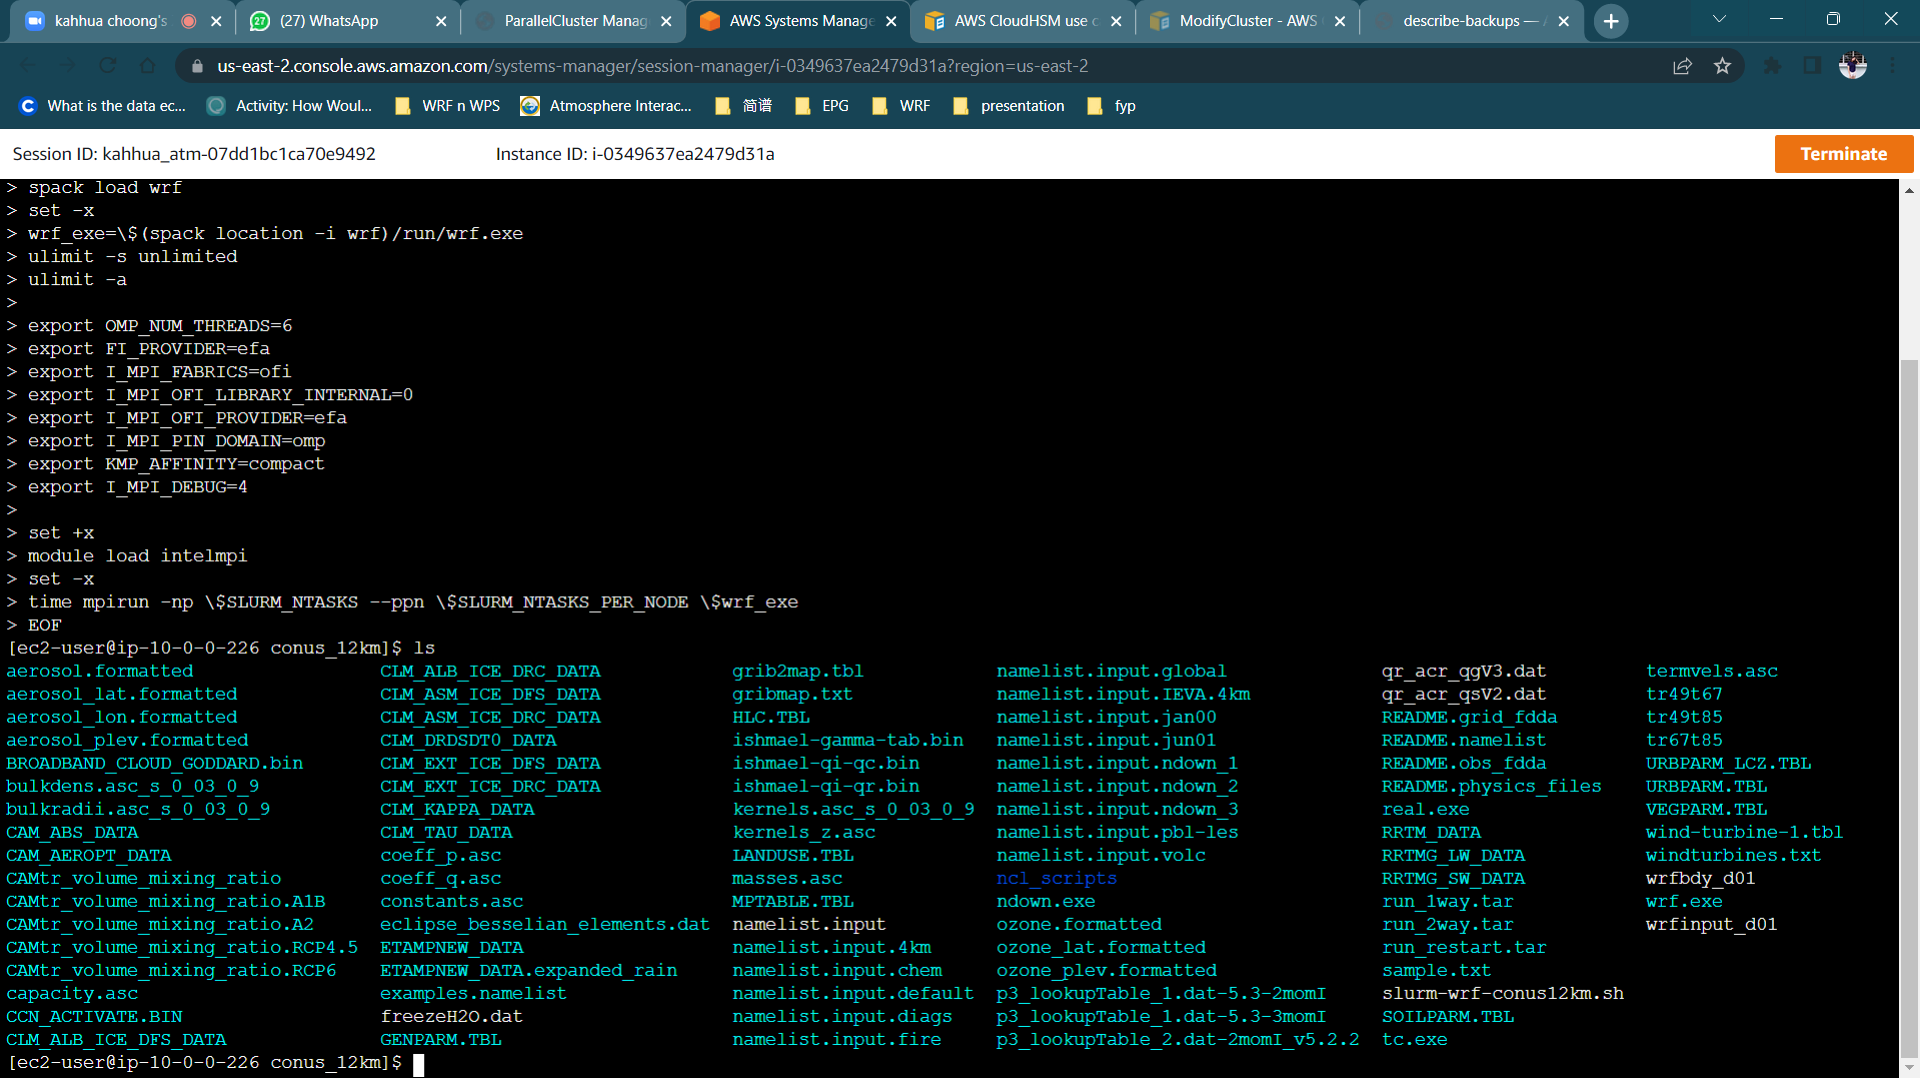 kahhua choong's
(27) WhatsApp
ParallelCluster Manag
AWS Systems Manage
AWS CloudHSM use c
ModifyCluster - AWS
describe-backups —
us-east-2.console.aws.amazon.com/systems-manager/session-manager/i-0349637ea2479d31a?region=us-east-2
What is the data ec...
Activity: How Woul...
WRF n WPS
Atmosphere Interac...
简谱
EPG
WRF
presentation
fyp
Session ID: kahhua_atm-07dd1bc1ca70e9492
Instance ID: i-0349637ea2479d31a
Terminate
> spack load wrf
> set -x
> wrf_exe=\$(spack location -i wrf)/run/wrf.exe
> ulimit -s unlimited
> ulimit -a
>
> export OMP_NUM_THREADS=6
> export FI_PROVIDER=efa
> export I_MPI_FABRICS=ofi
> export I_MPI_OFI_LIBRARY_INTERNAL=0
> export I_MPI_OFI_PROVIDER=efa
> export I_MPI_PIN_DOMAIN=omp
> export KMP_AFFINITY=compact
> export I_MPI_DEBUG=4
>
> set +x
> module load intelmpi
> set -x
> time mpirun -np \$SLURM_NTASKS --ppn \$SLURM_NTASKS_PER_NODE \$wrf_exe
> EOF
[ec2-user@ip-10-0-0-226 conus_12km]$ ls
aerosol.formatted CLM_ALB_ICE_DRC_DATA grib2map.tbl namelist.input.global qr_acr_qgV3.dat termvels.asc
aerosol_lat.formatted CLM_ASM_ICE_DFS_DATA gribmap.txt namelist.input.IEVA.4km qr_acr_qsV2.dat tr49t67
aerosol_lon.formatted CLM_ASM_ICE_DRC_DATA HLC.TBL namelist.input.jan00 README.grid_fdda tr49t85
aerosol_plev.formatted CLM_DRDSDT0_DATA ishmael-gamma-tab.bin namelist.input.jun01 README.namelist tr67t85
BROADBAND_CLOUD_GODDARD.bin CLM_EXT_ICE_DFS_DATA ishmael-qi-qc.bin namelist.input.ndown_1 README.obs_fdda URBPARM_LCZ.TBL
bulkdens.asc_s_0_03_0_9 CLM_EXT_ICE_DRC_DATA ishmael-qi-qr.bin namelist.input.ndown_2 README.physics_files URBPARM.TBL
bulkradii.asc_s_0_03_0_9 CLM_KAPPA_DATA kernels.asc_s_0_03_0_9 namelist.input.ndown_3 real.exe VEGPARM.TBL
CAM_ABS_DATA CLM_TAU_DATA kernels_z.asc namelist.input.pbl-les RRTM_DATA wind-turbine-1.tbl
CAM_AEROPT_DATA coeff_p.asc LANDUSE.TBL namelist.input.volc RRTMG_LW_DATA windturbines.txt
CAMtr_volume_mixing_ratio coeff_q.asc masses.asc ncl_scripts RRTMG_SW_DATA wrfbdy_d01
CAMtr_volume_mixing_ratio.A1B constants.asc MPTABLE.TBL ndown.exe run_1way.tar wrf.exe
CAMtr_volume_mixing_ratio.A2 eclipse_besselian_elements.dat namelist.input ozone.formatted run_2way.tar wrfinput_d01
CAMtr_volume_mixing_ratio.RCP4.5 ETAMPNEW_DATA namelist.input.4km ozone_lat.formatted run_restart.tar
CAMtr_volume_mixing_ratio.RCP6 ETAMPNEW_DATA.expanded_rain namelist.input.chem ozone_plev.formatted sample.txt
capacity.asc examples.namelist namelist.input.default p3_lookupTable_1.dat-5.3-2momI slurm-wrf-conus12km.sh
CCN_ACTIVATE.BIN freezeH2O.dat namelist.input.diags p3_lookupTable_1.dat-5.3-3momI SOILPARM.TBL
CLM_ALB_ICE_DFS_DATA GENPARM.TBL namelist.input.fire p3_lookupTable_2.dat-2momI_v5.2.2 tc.exe
[ec2-user@ip-10-0-0-226 conus_12km]$